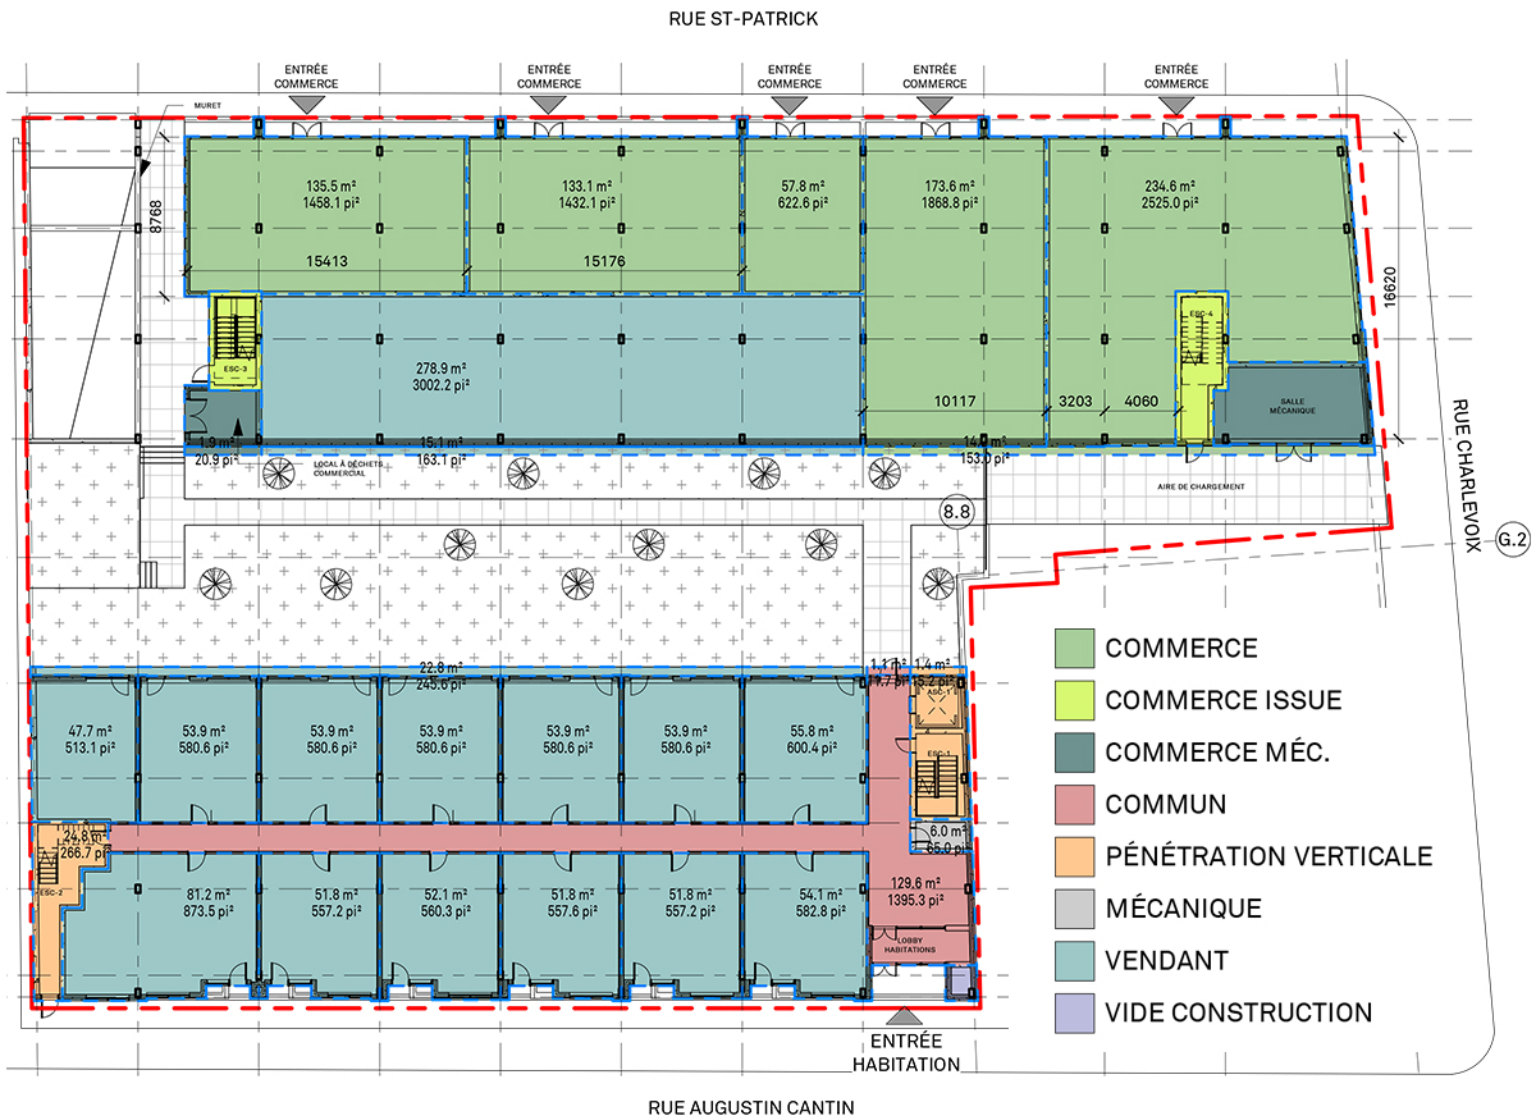 RUE ST-PATRICK
ENTRÉE
COMMERCE
ENTRÉE
COMMERCE
ENTRÉE
COMMERCE
ENTRÉE
COMMERCE
ENTRÉE
COMMERCE
MURET
135.5 m²
1458.1 pi²
133.1 m²
1432.1 pi²
57.8 m²
622.6 pi²
173.6 m²
1868.8 pi²
234.6 m²
2525.0 pi²
8768
15413
15176
16620
ESC-3
278.9 m²
3002.2 pi²
ESC-4
10117
3203
4060
SALLE
MÉCANIQUE
1.9 m²
20.9 pi²
LOCAL À DÉCHETS
COMMERCIAL
15.1 m²
163.1 pi²
153.0 pi²
AIRE DE CHARGEMENT
RUE CHARLEVOIX
8.8
G.2
22.8 m²
245.6 pi²
1.1 m²
1.4 m²
15.2 pi²
ASC-1
47.7 m²
513.1 pi²
53.9 m²
580.6 pi²
53.9 m²
580.6 pi²
53.9 m²
580.6 pi²
53.9 m²
580.6 pi²
53.9 m²
580.6 pi²
55.8 m²
600.4 pi²
ESC-1
24.8 m²
266.7 pi²
ESC-2
6.0 m²
65.0 pi²
81.2 m²
873.5 pi²
51.8 m²
557.2 pi²
52.1 m²
560.3 pi²
51.8 m²
557.6 pi²
51.8 m²
557.2 pi²
54.1 m²
582.8 pi²
129.6 m²
1395.3 pi²
LOBBY
HABITATIONS
ENTRÉE
HABITATION
COMMERCE
COMMERCE ISSUE
COMMERCE MÉC.
COMMUN
PÉNÉTRATION VERTICALE
MÉCANIQUE
VENDANT
VIDE CONSTRUCTION
RUE AUGUSTIN CANTIN